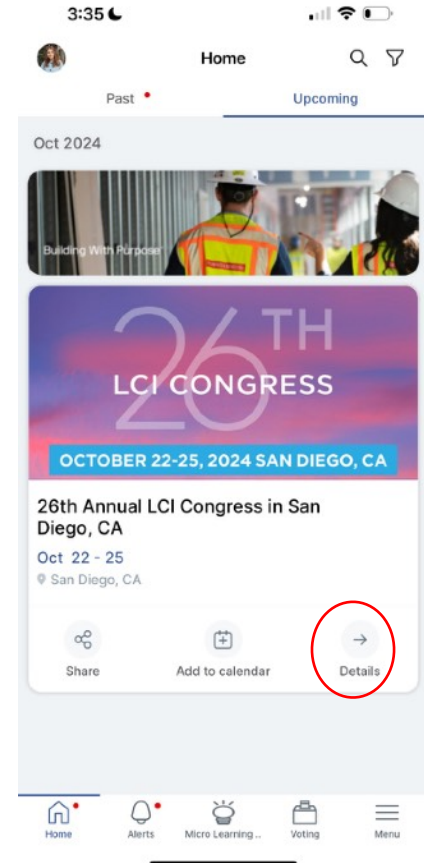 3:35
Home
Past
Upcoming
Oct 2024
Building With Purpose
26TH
LCI CONGRESS
OCTOBER 22-25, 2024 SAN DIEGO, CA
26th Annual LCI Congress in San
Diego, CA
Oct 22 - 25
San Diego, CA
Share
Add to calendar
Details
Home
Alerts
Micro Learning ..
Voting
Menu